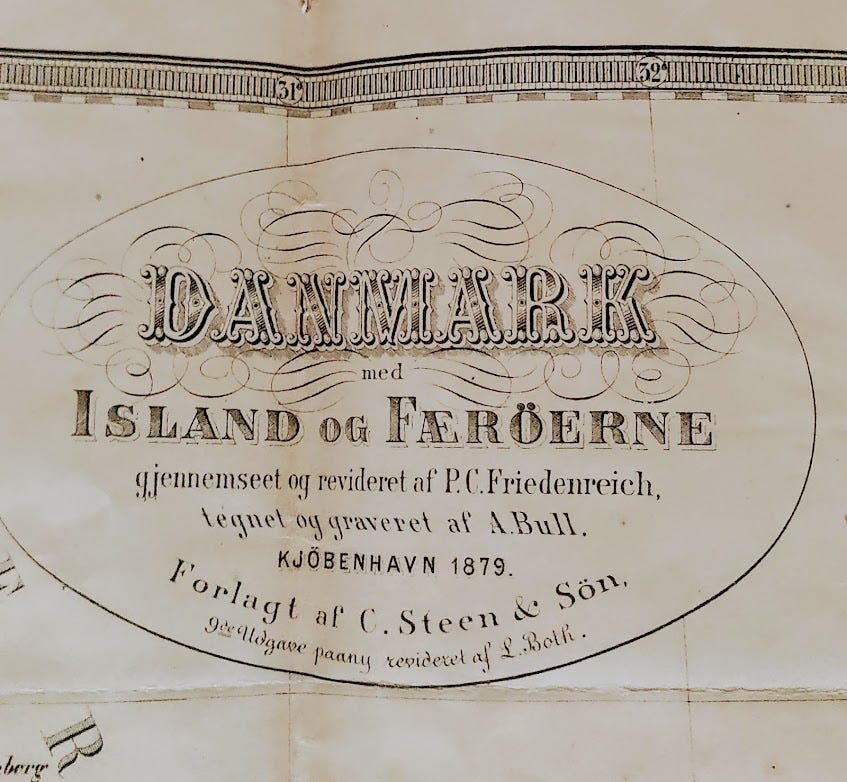 31°
32°
DANMARK
med
ISLAND OG FÆRÖERNE
gjennemseet og revideret af P.C.Friedenreich,
tegnet og graveret af A.Bull.
KJÖBENHAVN 1879.
Forlagt af C. Steen & Sön,
9de Udgave paany revideret af L. Both.
E
R
borg